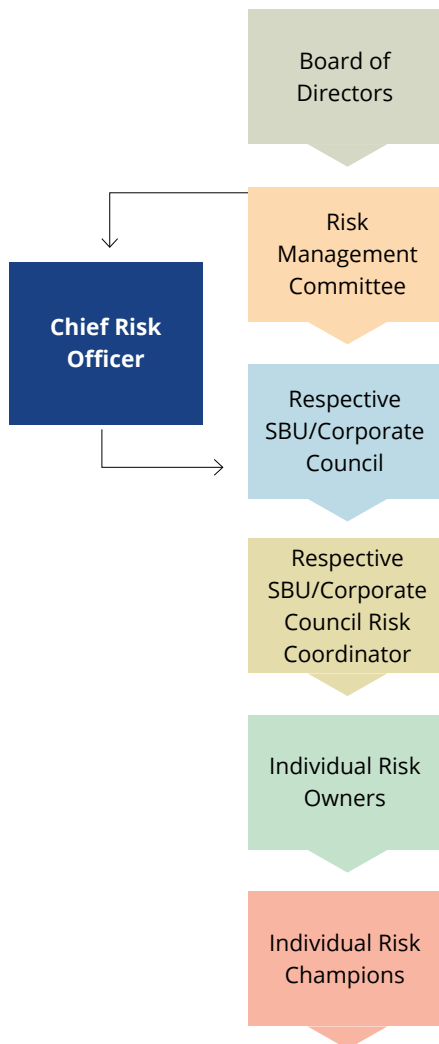 Board of
Directors
Risk
Management
Committee
Chief Risk
Officer
Respective
SBU/Corporate
Council
Respective
SBU/Corporate
Council Risk
Coordinator
Individual Risk
Owners
Individual Risk
Champions